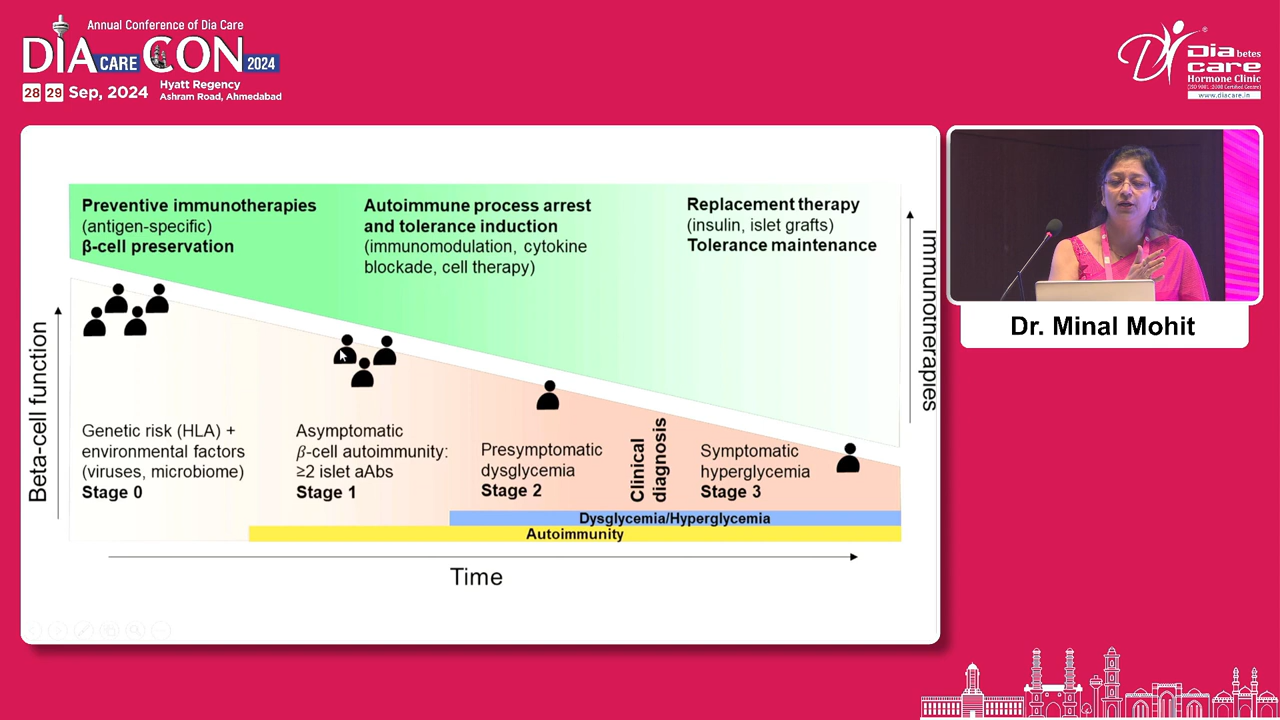 Annual Conference of Dia Care
DIA CARE CON 2024
28 29 Sep, 2024
Hyatt Regency
Ashram Road, Ahmedabad
Diabetes
care
Hormone Clinic
(ISO 9001:2008 Certified Centre)
www.diacare.in
Preventive immunotherapies
(antigen-specific)
β-cell preservation
Autoimmune process arrest
and tolerance induction
(immunomodulation, cytokine
blockade, cell therapy)
Replacement therapy
(insulin, islet grafts)
Tolerance maintenance
Immunotherapies
Beta-cell function
Genetic risk (HLA) +
environmental factors
(viruses, microbiome)
Stage 0
Asymptomatic
β-cell autoimmunity:
≥2 islet aAbs
Stage 1
Presymptomatic
dysglycemia
Stage 2
Clinical
diagnosis
Symptomatic
hyperglycemia
Stage 3
Dysglycemia/Hyperglycemia
Autoimmunity
Time
Dr. Minal Mohit